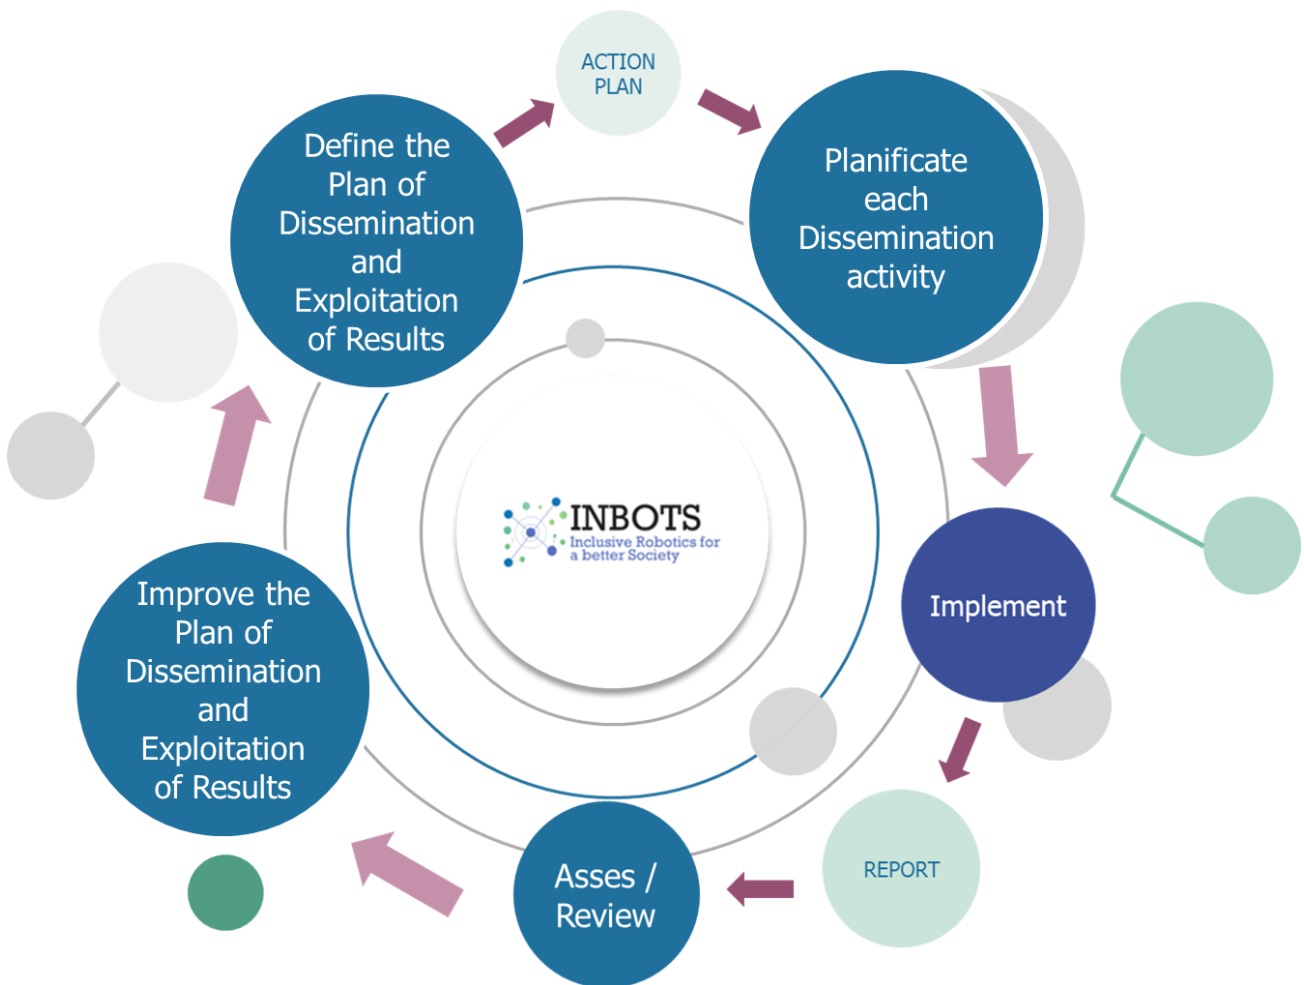 ACTION
PLAN
Define the
Plan of
Dissemination
and
Exploitation
of Results
Planificate
each
Dissemination
activity
INBOTS
Inclusive Robotics for
a better Society
Implement
Improve the
Plan of
Dissemination
and
Exploitation
of Results
REPORT
Asses /
Review